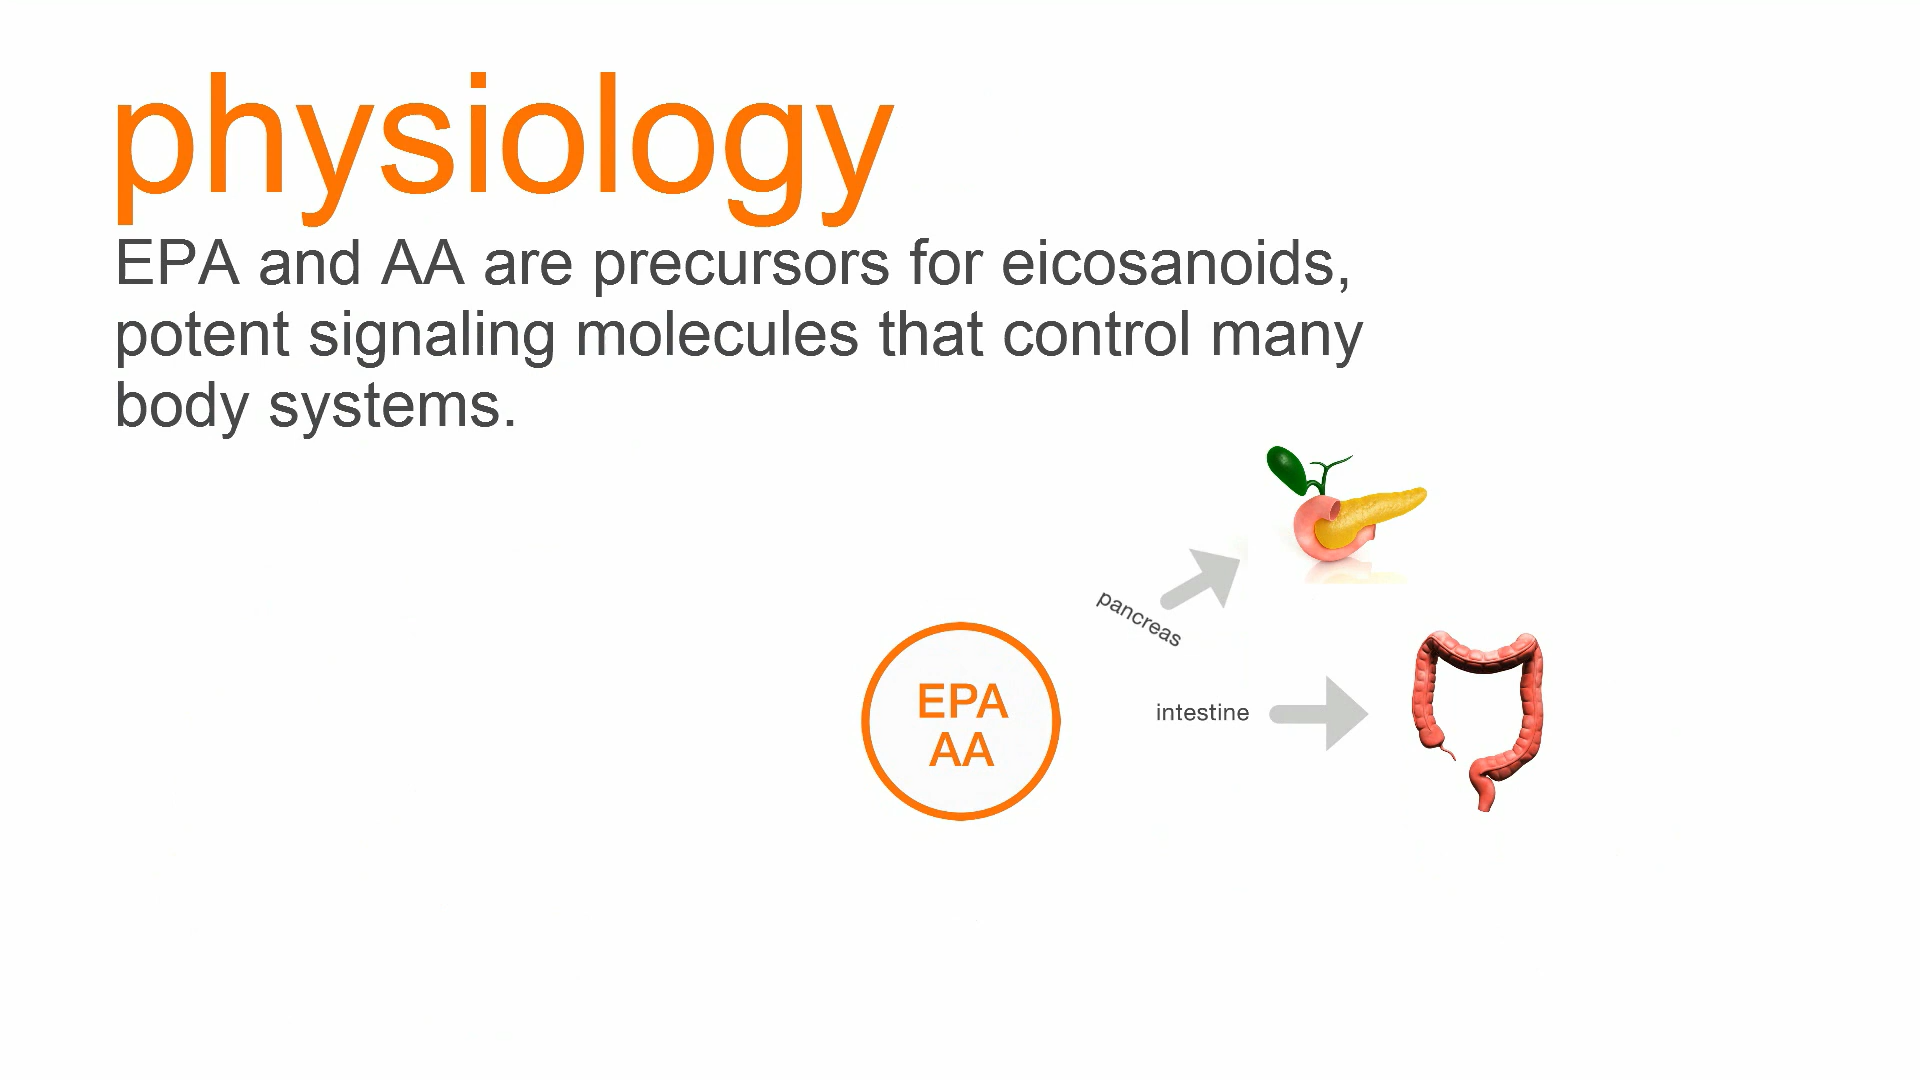 physiology
EPA and AA are precursors for eicosanoids,
potent signaling molecules that control many
body systems.
pancreas
EPA
AA
intestine